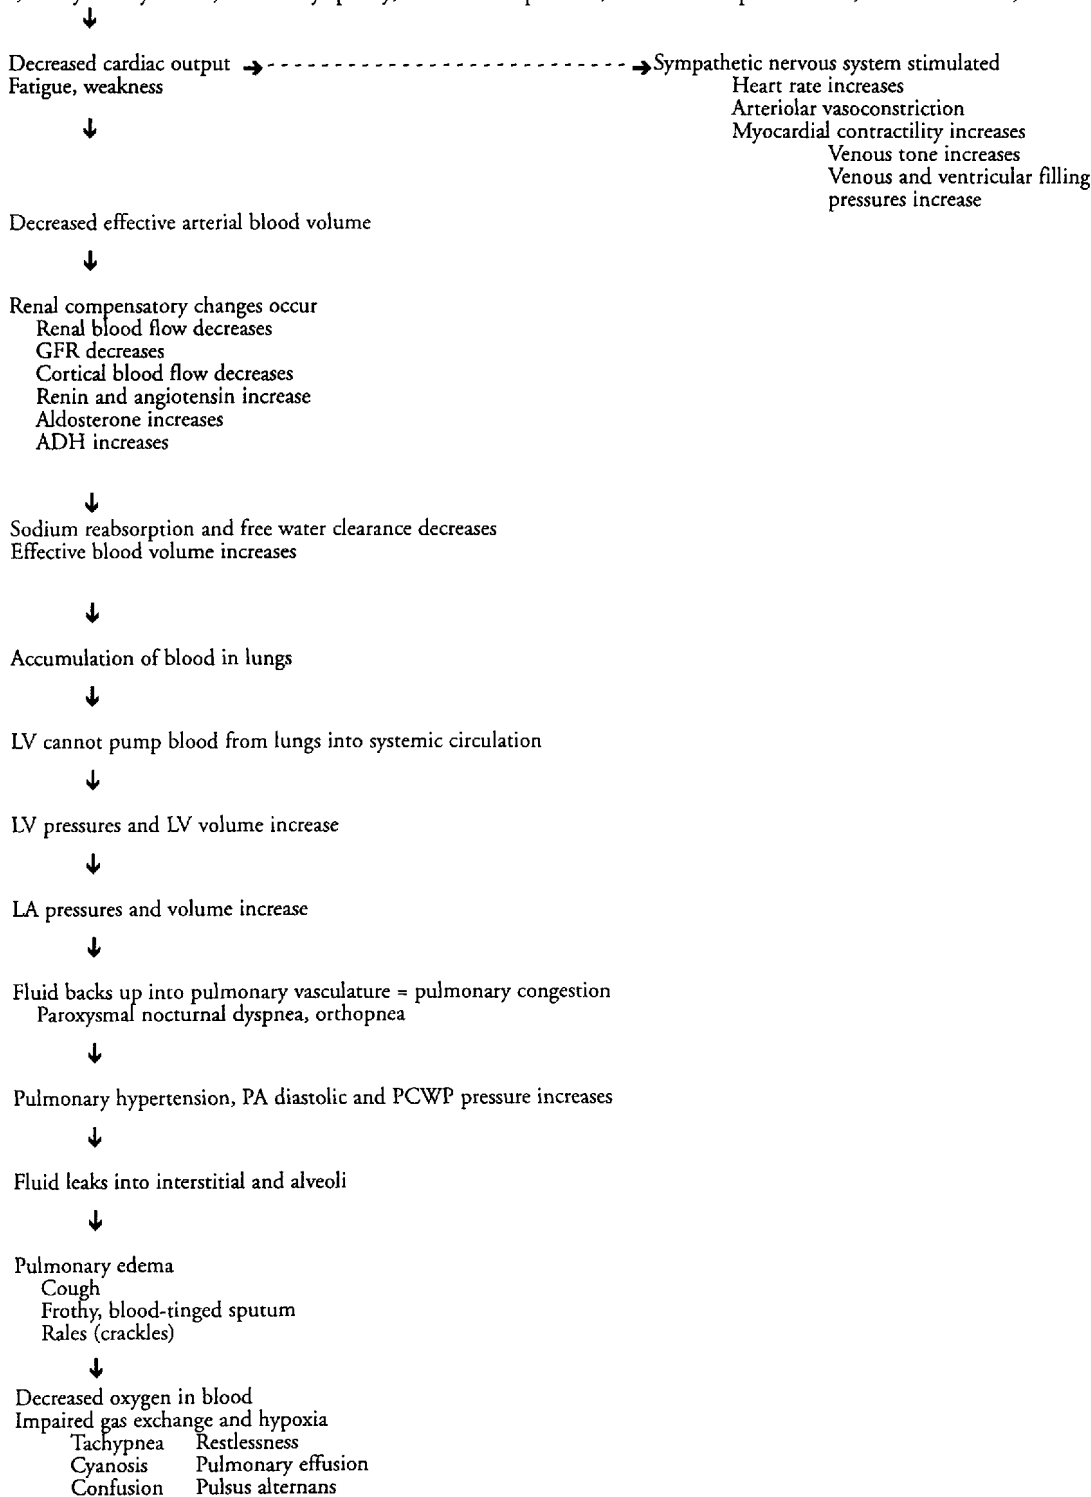 Decreased cardiac output
Sympathetic nervous system stimulated
Fatigue, weakness
Heart rate increases
Arteriolar vasoconstriction
Myocardial contractility increases
Venous tone increases
Venous and ventricular filling
pressures increase
Decreased effective arterial blood volume
Renal compensatory changes occur
Renal blood flow decreases
GFR decreases
Cortical blood flow decreases
Renin and angiotensin increase
Aldosterone increases
ADH increases
Sodium reabsorption and free water clearance decreases
Effective blood volume increases
Accumulation of blood in lungs
LV cannot pump blood from lungs into systemic circulation
LV pressures and LV volume increase
LA pressures and volume increase
Fluid backs up into pulmonary vasculature = pulmonary congestion
Paroxysmal nocturnal dyspnea, orthopnea
Pulmonary hypertension, PA diastolic and PCWP pressure increases
Fluid leaks into interstitial and alveoli
Pulmonary edema
Cough
Frothy, blood-tinged sputum
Rales (crackles)
Decreased oxygen in blood
Impaired gas exchange and hypoxia
Tachypnea Restlessness
Cyanosis Pulmonary effusion
Confusion Pulsus alternans